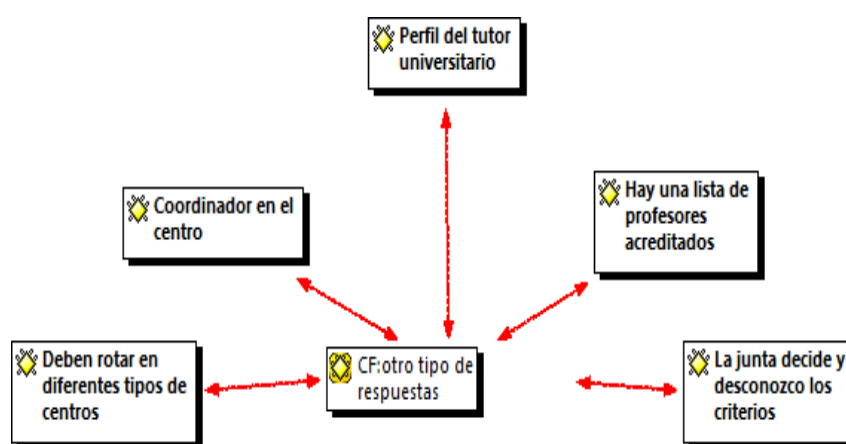 Perfil del tutor
universitario
Hay una lista de
profesores
acreditados
Coordinador en el
centro
Deben rotar en
diferentes tipos de
centros
CF:otro tipo de
respuestas
La junta decide y
desconozco los
criterios